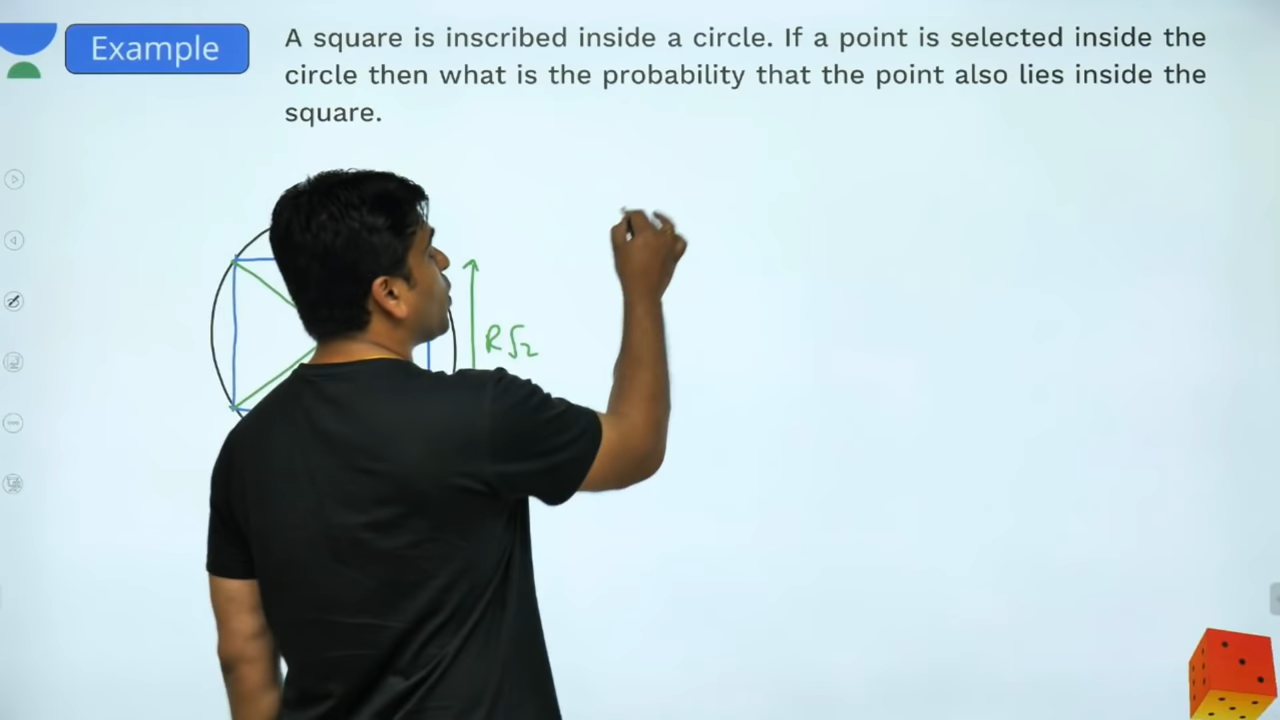 Example
A square is inscribed inside a circle. If a point is selected inside the
circle then what is the probability that the point also lies inside the
square.
R√2